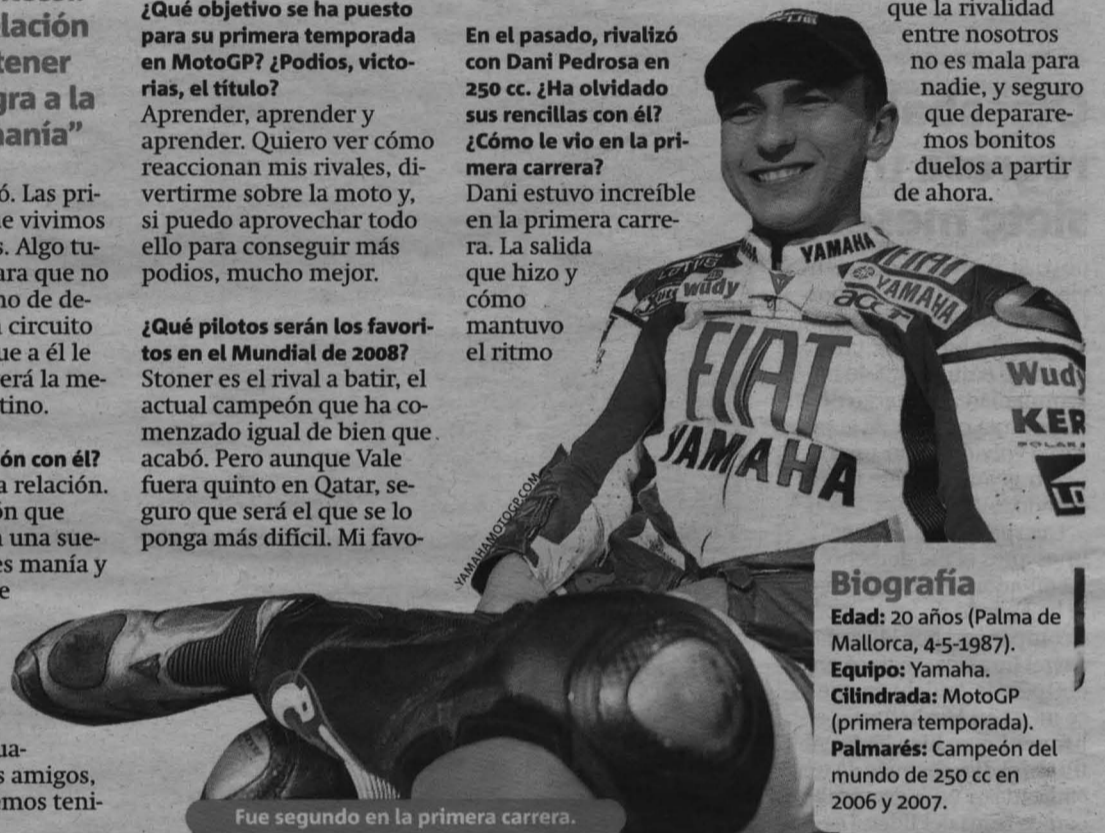 elación
tener
gra a la
manía”
ó. Las pri-
e vivimos
s. Algo tu-
ara que no
no de de-
circuito
ue a él le
erá la me-
tino.
ón con él?
a relación.
ón que
una sue-
es manía y
e
ua-
s amigos,
emos teni-
¿Qué objetivo se ha puesto
para su primera temporada
en MotoGP? ¿Podios, victo-
rias, el título?
Aprender, aprender y
aprender. Quiero ver cómo
reaccionan mis rivales, di-
vertirme sobre la moto y,
si puedo aprovechar todo
ello para conseguir más
podios, mucho mejor.
¿Qué pilotos serán los favori-
tos en el Mundial de 2008?
Stoner es el rival a batir, el
actual campeón que ha co-
menzado igual de bien que
acabó. Pero aunque Vale
fuera quinto en Qatar, se-
guro que será el que se lo
ponga más difícil. Mi favo-
En el pasado, rivalizó
con Dani Pedrosa en
250 cc. ¿Ha olvidado
sus rencillas con él?
¿Cómo le vio en la pri-
mera carrera?
Dani estuvo increíble
en la primera carre-
ra. La salida
que hizo y
cómo
mantuvo
el ritmo
que la rivalidad
entre nosotros
no es mala para
nadie, y seguro
que deparare-
mos bonitos
duelos a partir
de ahora.
YAMAHA
FIAT
YAMAHA
LOTUS
wudy
acer
FIAT
YAMAHA
Wudy
KER
LO
YAMAHAMOTOGP.COM
Biografía
Edad: 20 años (Palma de
Mallorca, 4-5-1987).
Equipo: Yamaha.
Cilindrada: MotoGP
(primera temporada).
Palmarés: Campeón del
mundo de 250 cc en
2006 y 2007.
Fue segundo en la primera carrera.